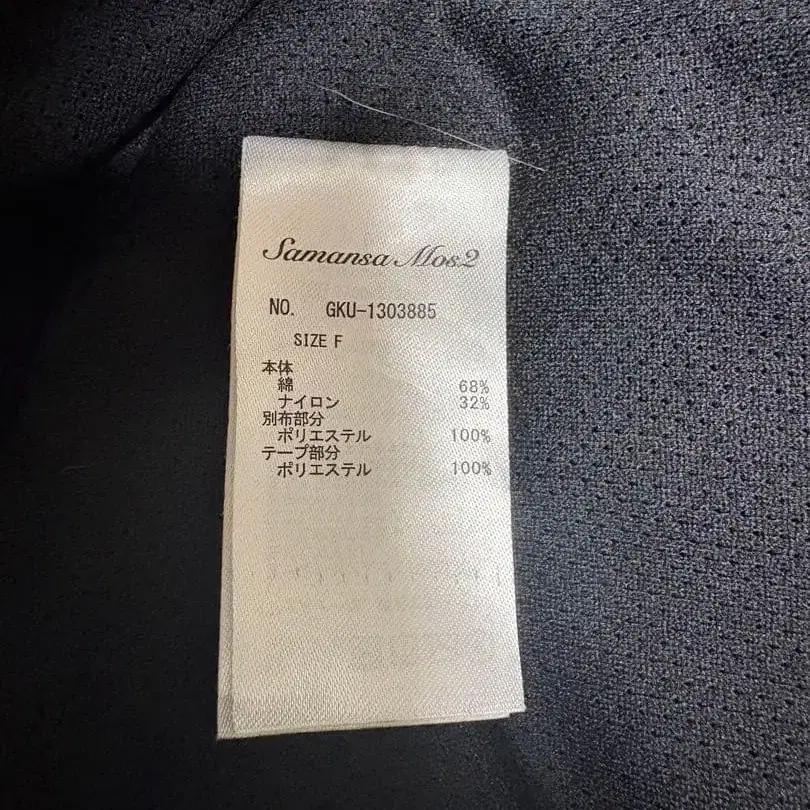 Samansa Mos2
NO. GKU-1303885
SIZE F
本体
綿 68%
ナイロン 32%
別布部分
ポリエステル 100%
テープ部分
ポリエステル 100%